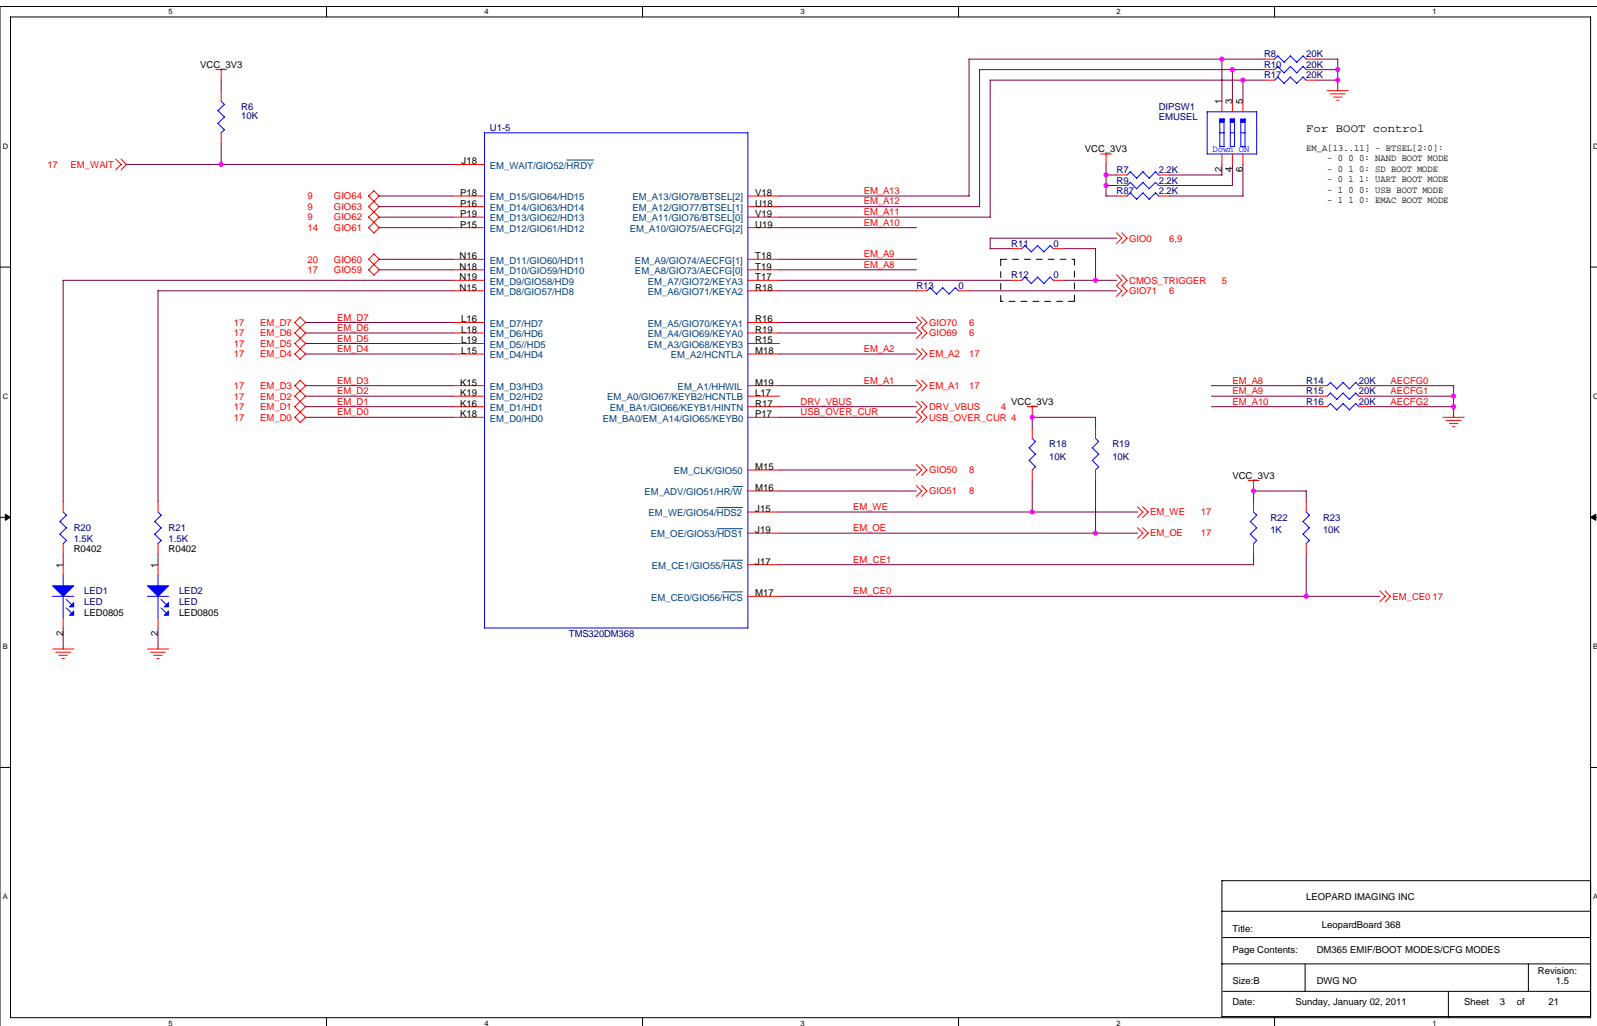 5 4 3 2 1
D
C
B
A
VCC_3V3
R6
10K
17 EM_WAIT
U1-5
J18 EM_WAIT/GIO52/HRDY
9 GIO64 P18 EM_D15/GIO64/HD15
9 GIO63 P16 EM_D14/GIO63/HD14
9 GIO62 P19 EM_D13/GIO62/HD13
14 GIO61 P15 EM_D12/GIO61/HD12
20 GIO60 N16 EM_D11/GIO60/HD11
17 GIO59 N18 EM_D10/GIO59/HD10
N19 EM_D9/GIO58/HD9
N15 EM_D8/GIO57/HD8
17 EM_D7 EM_D7 L16 EM_D7/HD7
17 EM_D6 EM_D6 L18 EM_D6/HD6
17 EM_D5 EM_D5 L19 EM_D5//HD5
17 EM_D4 EM_D4 L15 EM_D4/HD4
17 EM_D3 EM_D3 K15 EM_D3/HD3
17 EM_D2 EM_D2 K19 EM_D2/HD2
17 EM_D1 EM_D1 K16 EM_D1/HD1
17 EM_D0 EM_D0 K18 EM_D0/HD0
EM_A13/GIO78/BTSEL[2] V18 EM_A13
EM_A12/GIO77/BTSEL[1] U18 EM_A12
EM_A11/GIO76/BTSEL[0] V19 EM_A11
EM_A10/GIO75/AECFG[2] U19 EM_A10
EM_A9/GIO74/AECFG[1] T18 EM_A9
EM_A8/GIO73/AECFG[0] T19 EM_A8
EM_A7/GIO72/KEYA3 T17
EM_A6/GIO71/KEYA2 R18
EM_A5/GIO70/KEYA1 R16 GIO70 6
EM_A4/GIO69/KEYA0 R19 GIO69 6
EM_A3/GIO68/KEYB3 R15
EM_A2/HCNTLA M18 EM_A2 EM_A2 17
EM_A1/HHWIL M19 EM_A1 EM_A1 17
EM_A0/GIO67/KEYB2/HCNTLB L17
EM_BA1/GIO66/KEYB1/HINTN R17 DRV_VBUS DRV_VBUS 4
EM_BA0/EM_A14/GIO65/KEYB0 P17 USB_OVER_CUR USB_OVER_CUR 4
EM_CLK/GIO50 M15 GIO50 8
EM_ADV/GIO51/HR/W M16 GIO51 8
EM_WE/GIO54/HDS2 J15 EM_WE EM_WE 17
EM_OE/GIO53/HDS1 J19 EM_OE EM_OE 17
EM_CE1/GIO55/HAS J17 EM_CE1
EM_CE0/GIO56/HCS M17 EM_CE0 EM_CE0 17
TMS320DM368
R11 0 GIO0 6,9
R12 0 CMOS_TRIGGER 5
R13 0 GIO71 6
R8 20K
R10 20K
R17 20K
DIPSW1
EMUSEL
1 3 5
Down ON
2 4 6
VCC_3V3
R7 2.2K
R9 2.2K
R87 2.2K
For BOOT control
EM_A[13..11] - BTSEL[2:0]:
- 0 0 0: NAND BOOT MODE
- 0 1 0: SD BOOT MODE
- 0 1 1: UART BOOT MODE
- 1 0 0: USB BOOT MODE
- 1 1 0: EMAC BOOT MODE
EM_A8 R14 20K AECFG0
EM_A9 R15 20K AECFG1
EM_A10 R16 20K AECFG2
VCC_3V3
R18
10K
R19
10K
VCC_3V3
R22
1K
R23
10K
R20
1.5K
R0402
R21
1.5K
R0402
1
LED1
LED
LED0805
2
1
LED2
LED
LED0805
2
LEOPARD IMAGING INC
Title: LeopardBoard 368
Page Contents: DM365 EMIF/BOOT MODES/CFG MODES
Size:B DWG NO Revision: 1.5
Date: Sunday, January 02, 2011 Sheet 3 of 21
D
C
B
A
5 4 3 2 1